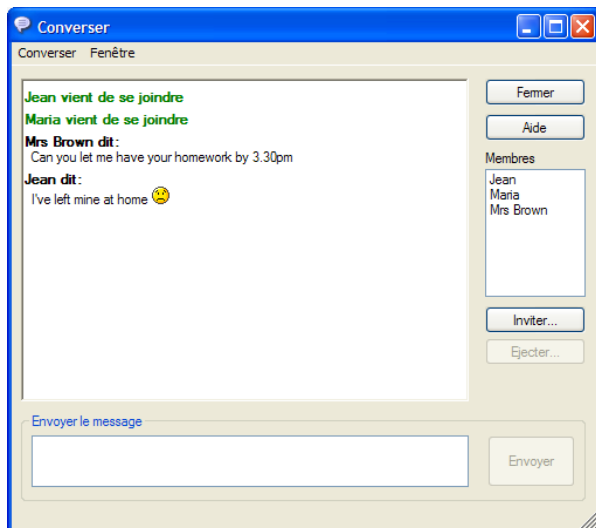 Converser
Converser Fenêtre
Jean vient de se joindre
Maria vient de se joindre
Mrs Brown dit:
Can you let me have your homework by 3.30pm
Jean dit:
I've left mine at home
Fermer
Aide
Membres
Jean
Maria
Mrs Brown
Inviter...
Ejecter...
Envoyer le message
Envoyer